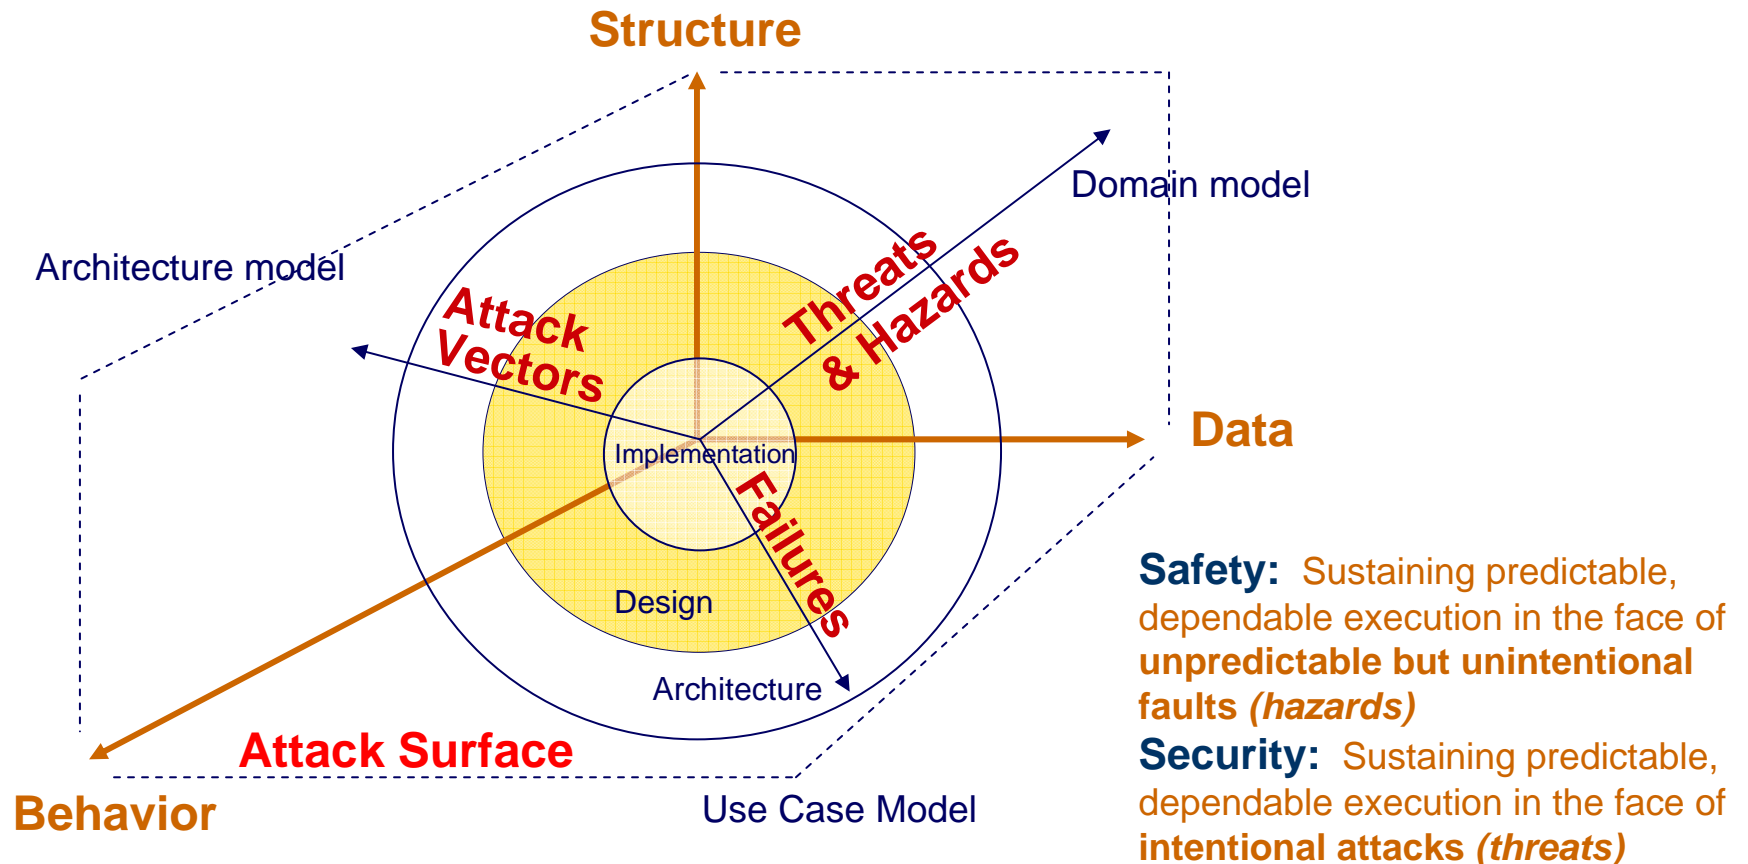 Structure
Domain model
Architecture model
Threats
& Hazards
Attack
Vectors
Data
Implementation
Failures
Design
Architecture
Attack Surface
Behavior
Use Case Model
Safety: Sustaining predictable,
dependable execution in the face of
unpredictable but unintentional
faults (hazards)
Security: Sustaining predictable,
dependable execution in the face of
intentional attacks (threats)